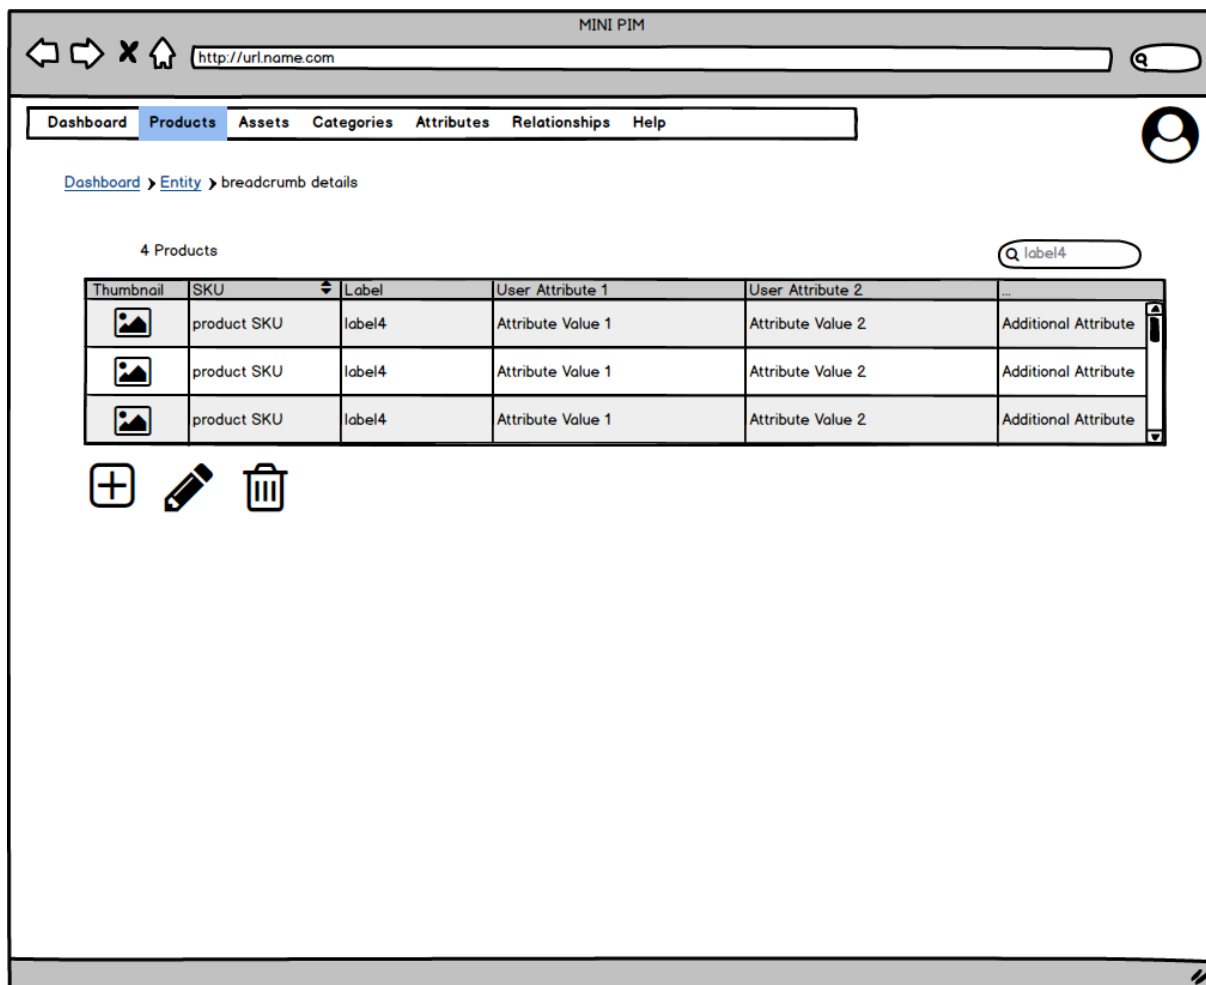 MINI PIM
http://url.name.com
Dashboard Products Assets Categories Attributes Relationships Help
Dashboard Entity breadcrumb details
4 Products label4
Thumbnail SKU Label User Attribute 1 User Attribute 2 ...
product SKU label4 Attribute Value 1 Attribute Value 2 Additional Attribute
product SKU label4 Attribute Value 1 Attribute Value 2 Additional Attribute
product SKU label4 Attribute Value 1 Attribute Value 2 Additional Attribute